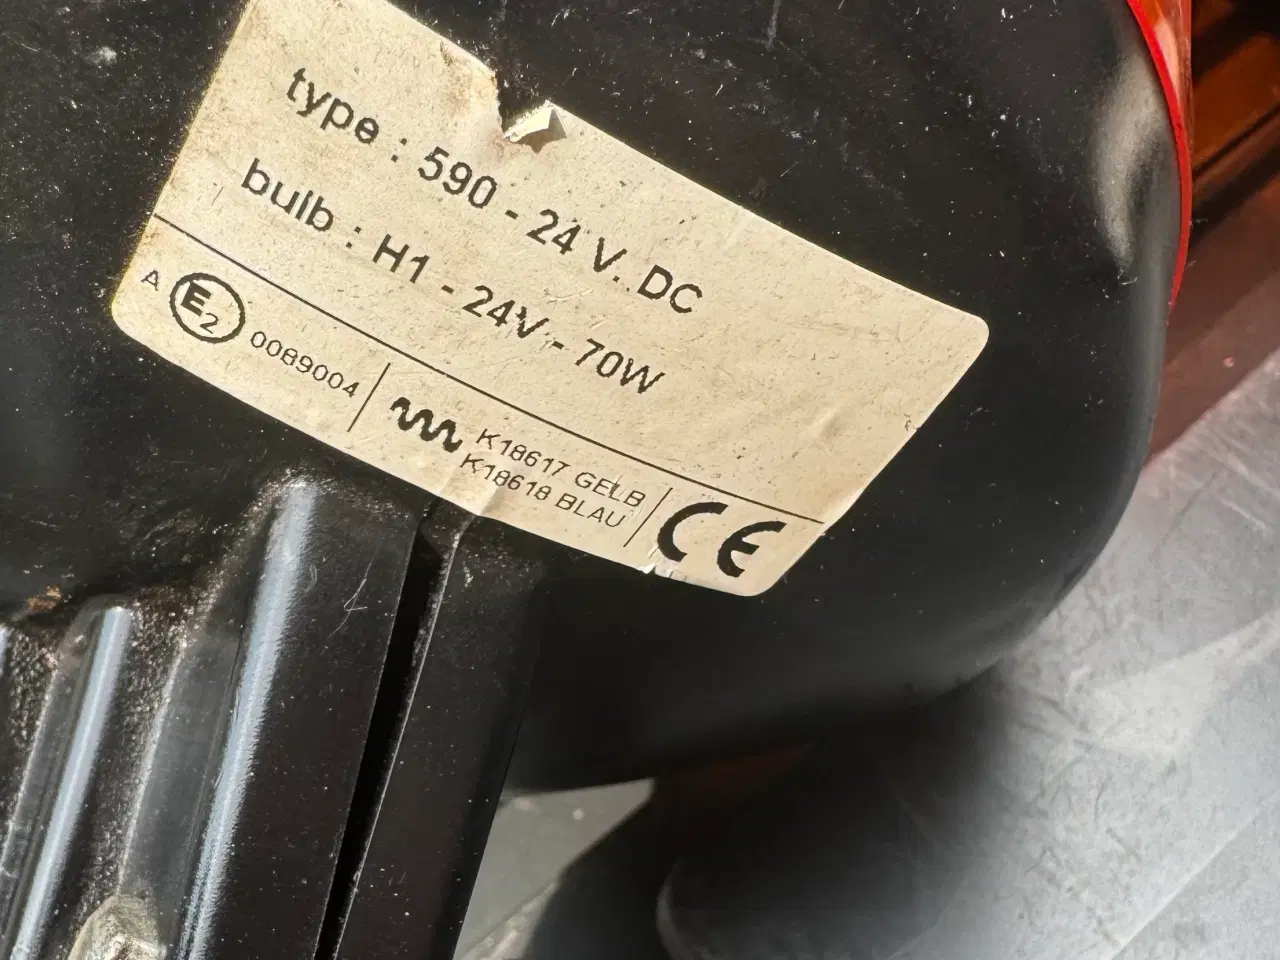 type : 590 - 24 V. DC
bulb : H1 - 24V - 70W
A E2 0089004
K18617 GELB
K18618 BLAU
CE